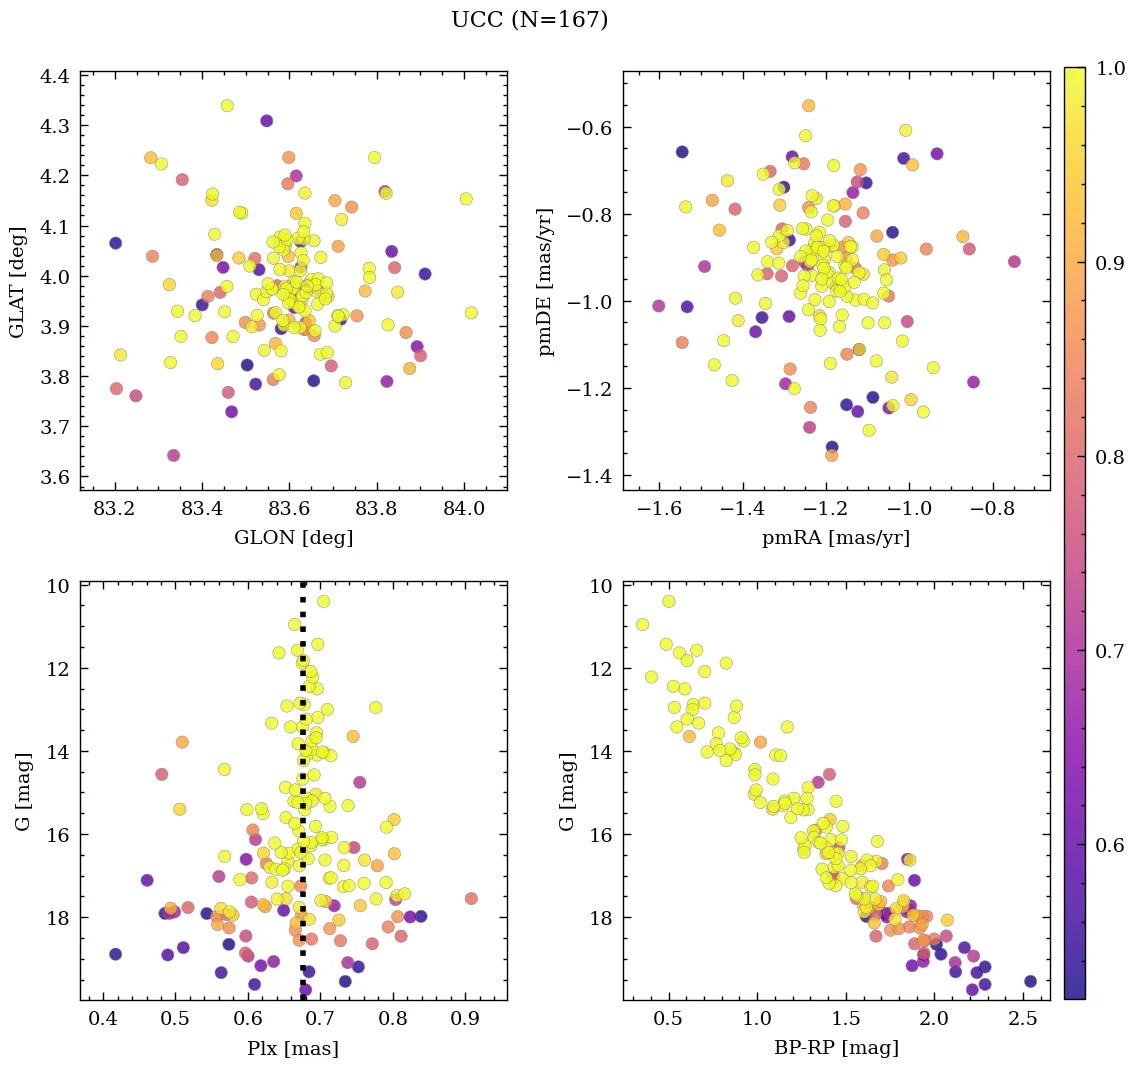 UCC (N=167)
4.4
4.3
4.2
4.1
4.0
3.9
3.8
3.7
3.6
GLAT [deg]
83.2 83.4 83.6 83.8 84.0
GLON [deg]
−0.6
−0.8
−1.0
−1.2
−1.4
pmDE [mas/yr]
−1.6 −1.4 −1.2 −1.0 −0.8
pmRA [mas/yr]
10
12
14
16
18
G [mag]
0.4 0.5 0.6 0.7 0.8 0.9
Plx [mas]
10
12
14
16
18
G [mag]
0.5 1.0 1.5 2.0 2.5
BP-RP [mag]
1.0
0.9
0.8
0.7
0.6